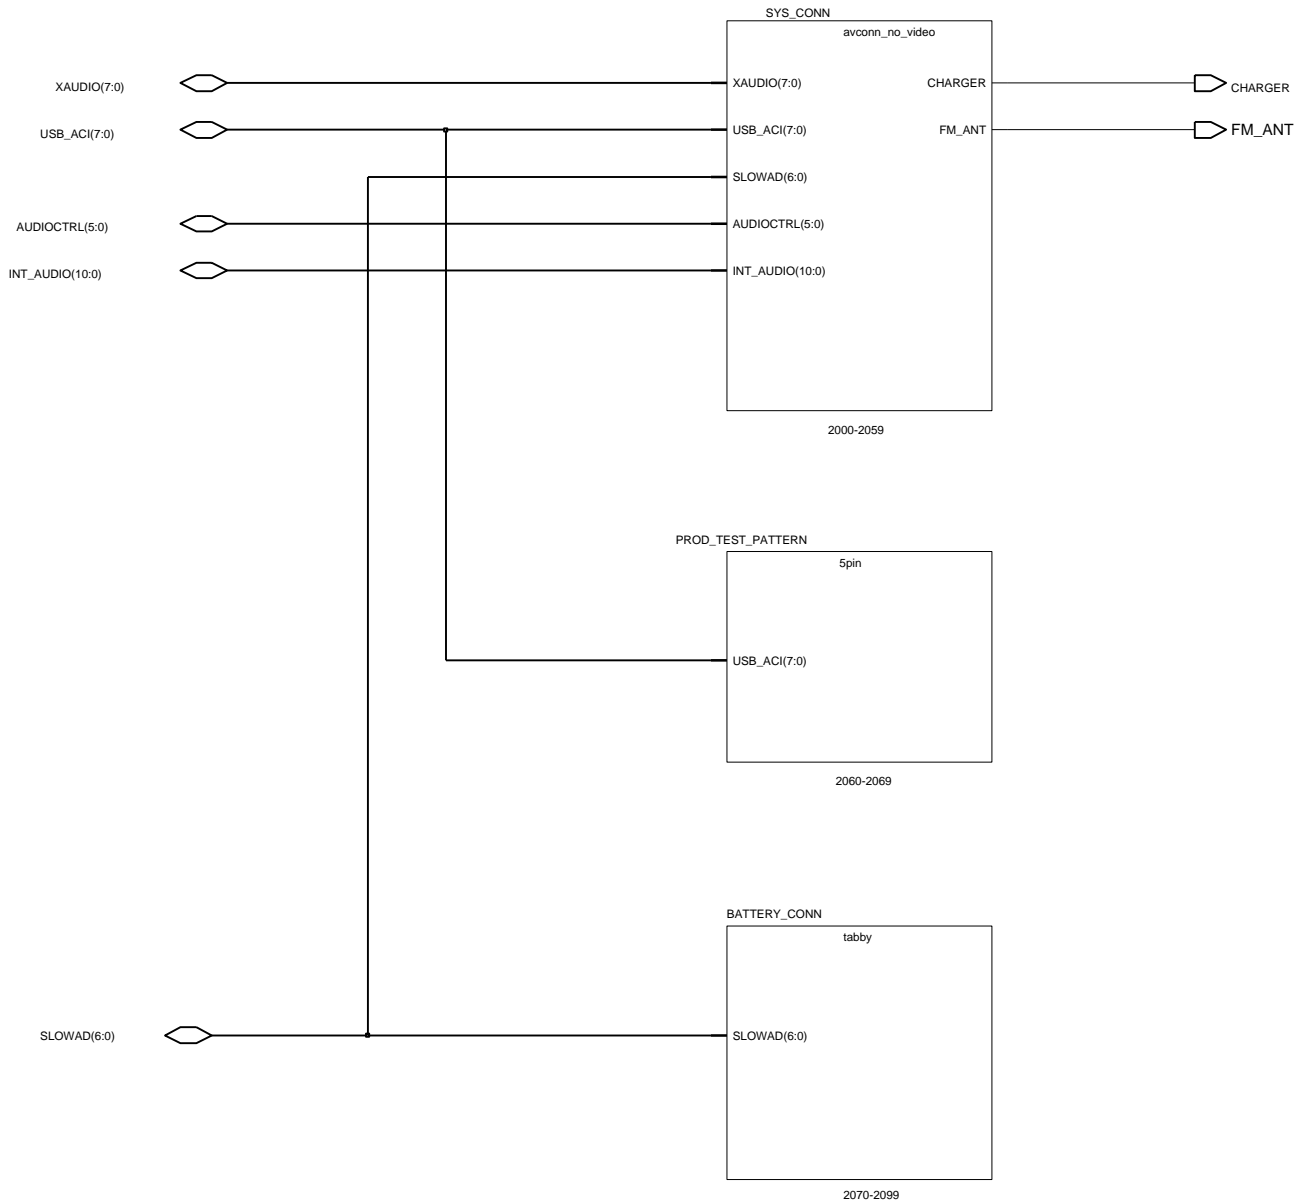 SYS_CONN
avconn_no_video
XAUDIO(7:0)
XAUDIO(7:0)
CHARGER
CHARGER
USB_ACI(7:0)
USB_ACI(7:0)
FM_ANT
FM_ANT
SLOWAD(6:0)
AUDIOCTRL(5:0)
AUDIOCTRL(5:0)
INT_AUDIO(10:0)
INT_AUDIO(10:0)
2000-2059
PROD_TEST_PATTERN
5pin
USB_ACI(7:0)
2060-2069
BATTERY_CONN
tabby
SLOWAD(6:0)
SLOWAD(6:0)
2070-2099